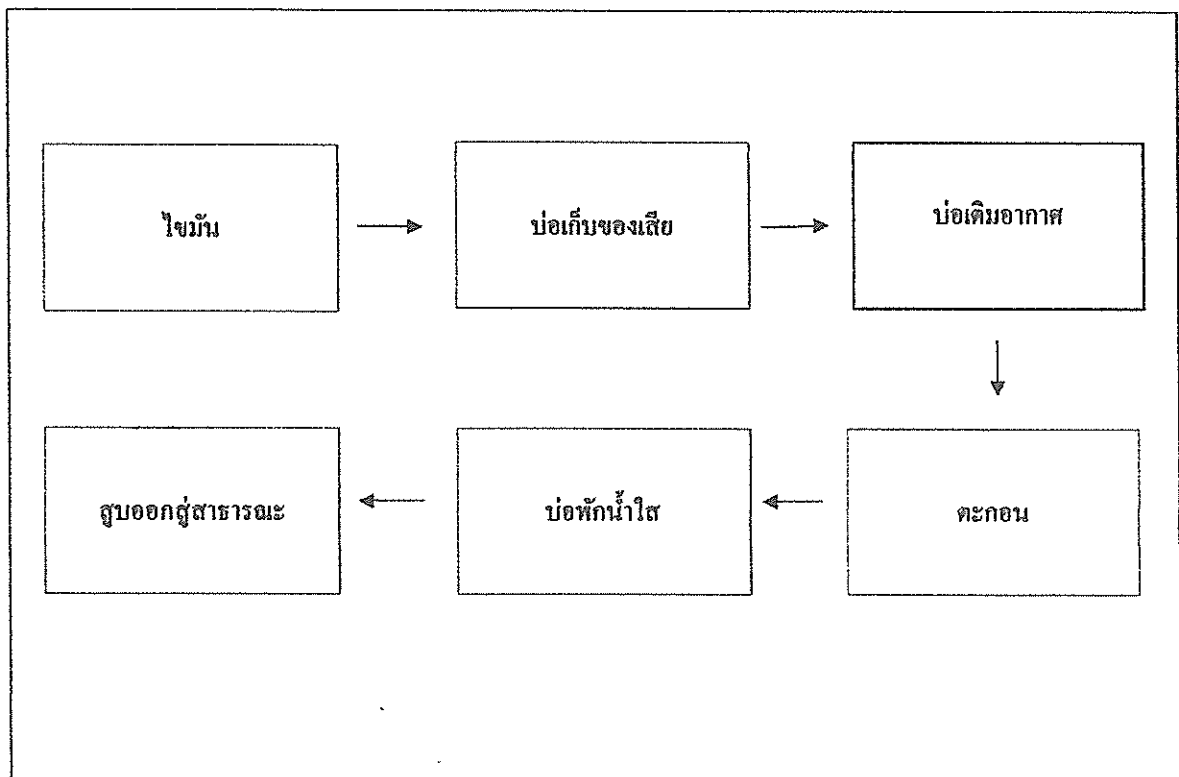 ไขมัน
บ่อเก็บของเสีย
บ่อเติมอากาศ
ตะกอน
บ่อพักน้ำใส
สูบออกสู่สาธารณะ